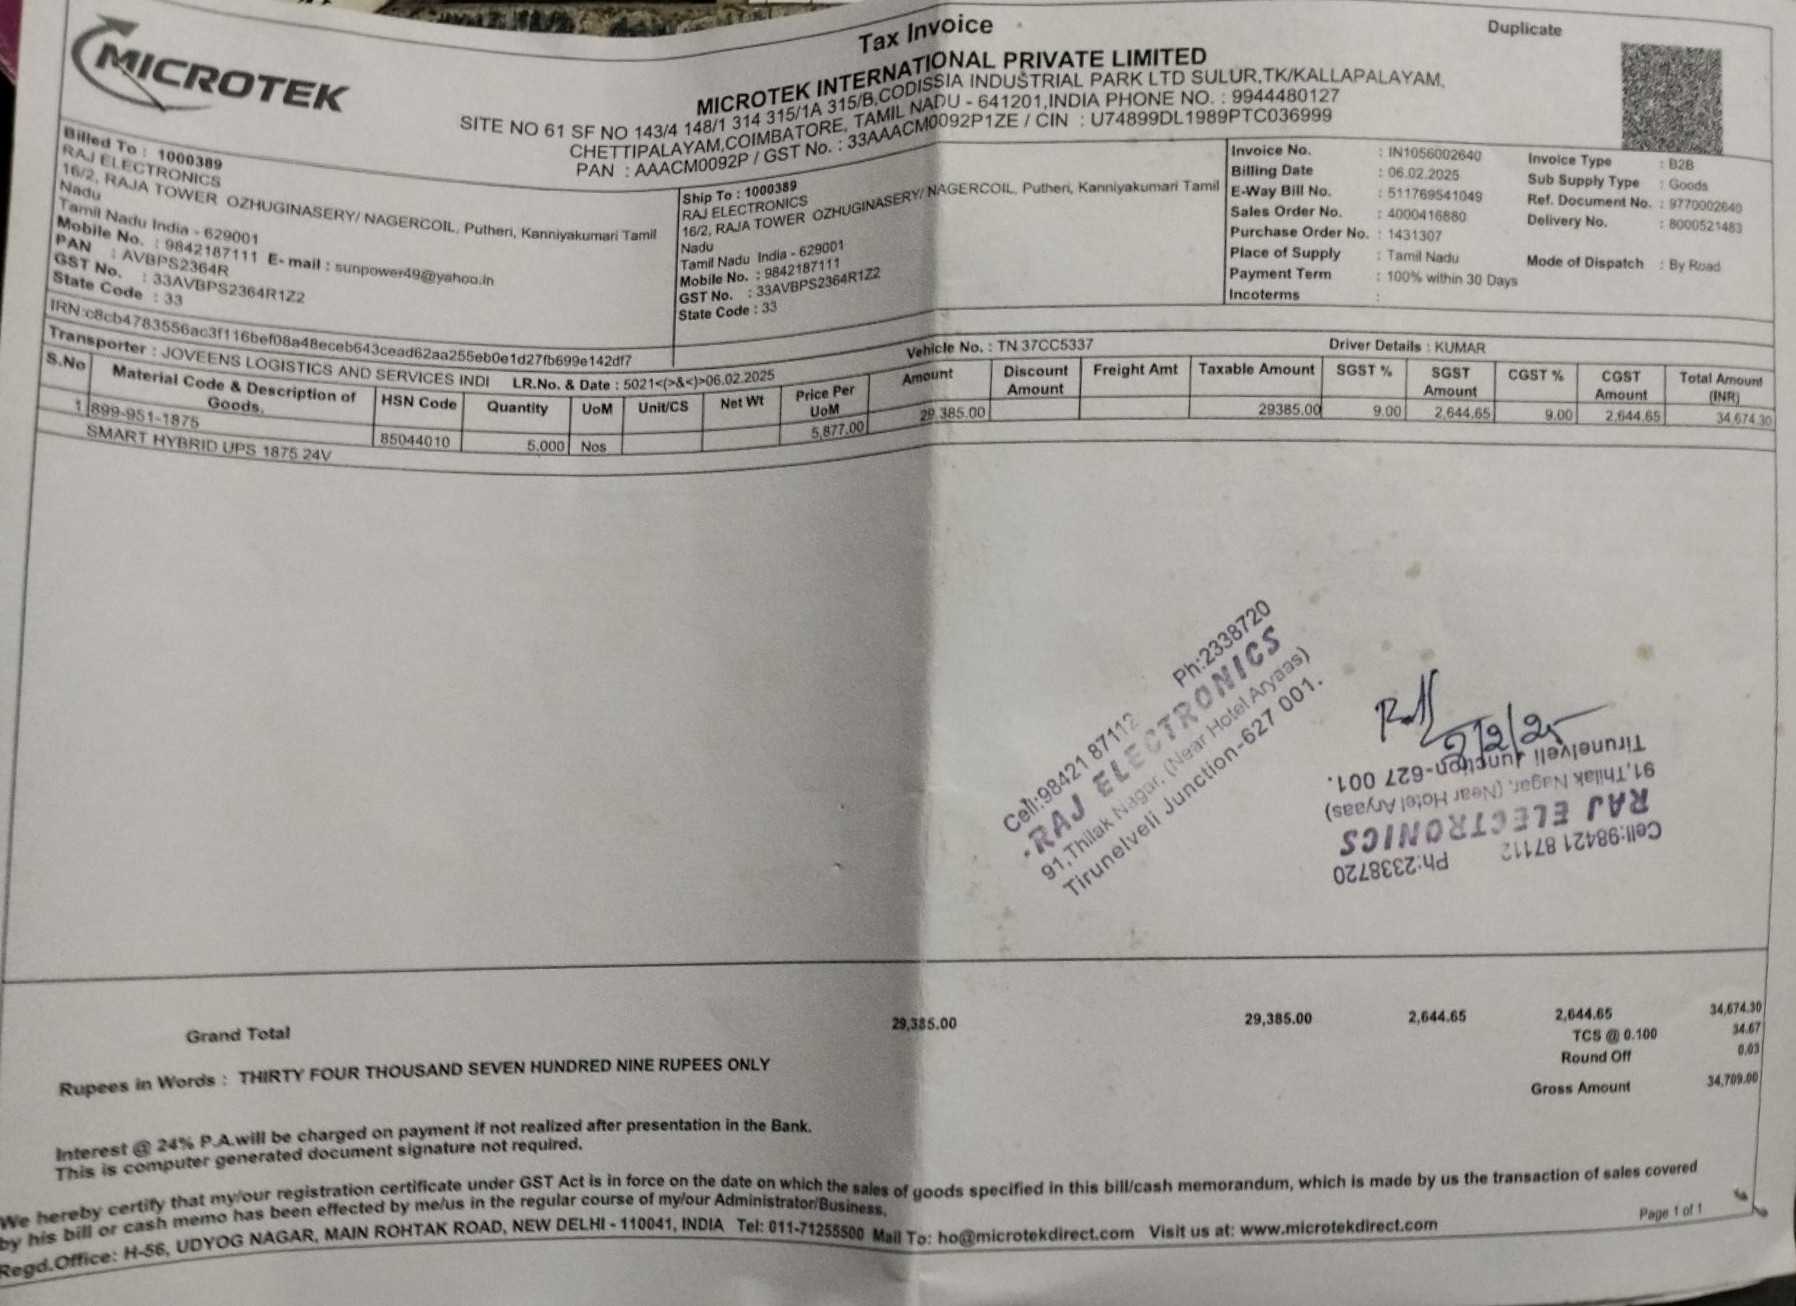 Tax Invoice
Duplicate
MICROTEK
MICROTEK INTERNATIONAL PRIVATE LIMITED
SITE NO 61 SF NO 143/4 148/1 314 315/1A 315/B,CODISSIA INDUSTRIAL PARK LTD SULUR,TK/KALLAPALAYAM,
CHETTIPALAYAM,COIMBATORE, TAMIL NADU - 641201,INDIA PHONE NO. : 9944480127
PAN : AAACM0092P / GST No. : 33AAACM0092P1ZE / CIN : U74899DL1989PTC036999
Billed To : 1000389
RAJ ELECTRONICS
16/2, RAJA TOWER OZHUGINASERY/ NAGERCOIL, Putheri, Kanniyakumari Tamil
Nadu
Tamil Nadu India - 629001
Mobile No. : 9842187111 E- mail : sunpower49@yahoo.in
PAN : AVBPS2364R
GST No. : 33AVBPS2364R1Z2
State Code : 33
Ship To : 1000389
RAJ ELECTRONICS
16/2, RAJA TOWER OZHUGINASERY/ NAGERCOIL, Putheri, Kanniyakumari Tamil
Nadu
Tamil Nadu India - 629001
Mobile No. : 9842187111
GST No. : 33AVBPS2364R1Z2
State Code : 33
Invoice No. : IN1056002640
Billing Date : 06.02.2025
E-Way Bill No. : 511769541049
Sales Order No. : 4000416880
Purchase Order No. : 1431307
Place of Supply : Tamil Nadu
Payment Term : 100% within 30 Days
Incoterms :
Invoice Type : B2B
Sub Supply Type : Goods
Ref. Document No. : 9770002640
Delivery No. : 8000521483
Mode of Dispatch : By Road
IRN:c8cb4783556ac3f116bef08a48eceb643cead62aa255eb0e1d27fb699e142df7
Transporter : JOVEENS LOGISTICS AND SERVICES INDI LR.No. & Date : 5021<(>&<)>06.02.2025 Vehicle No. : TN 37CC5337 Driver Details : KUMAR
S.No Material Code & Description of Goods, HSN Code Quantity UoM Unit/CS Net Wt Price Per UoM Amount Discount Amount Freight Amt Taxable Amount SGST % SGST Amount CGST % CGST Amount Total Amount (INR)
1 899-951-1875 85044010 5.000 Nos 5,877.00 29,385.00 29385.00 9.00 2,644.65 9.00 2,644.65 34,674.30
SMART HYBRID UPS 1875 24V
Cell:98421 87112 Ph:2338720
RAJ ELECTRONICS
91,Thilak Nagar, (Near Hotel Aryaas)
Tirunelveli Junction-627 001.
Cell:98421 87112 Ph:2338720
RAJ ELECTRONICS
91,Thilak Nagar, (Near Hotel Aryaas)
Tirunelveli Junction-627 001.
Grand Total 29,385.00 29,385.00 2,644.65 2,644.65 34,674.30
TCS @ 0.100 34.67
Round Off 0.03
Gross Amount 34,709.00
Rupees in Words : THIRTY FOUR THOUSAND SEVEN HUNDRED NINE RUPEES ONLY
Interest @ 24% P.A.will be charged on payment if not realized after presentation in the Bank.
This is computer generated document signature not required.
We hereby certify that my/our registration certificate under GST Act is in force on the date on which the sales of goods specified in this bill/cash memorandum, which is made by us the transaction of sales covered
by his bill or cash memo has been effected by me/us in the regular course of my/our Administrator/Business,
Regd.Office: H-56, UDYOG NAGAR, MAIN ROHTAK ROAD, NEW DELHI - 110041, INDIA Tel: 011-71255500 Mail To: ho@microtekdirect.com Visit us at: www.microtekdirect.com
Page 1 of 1